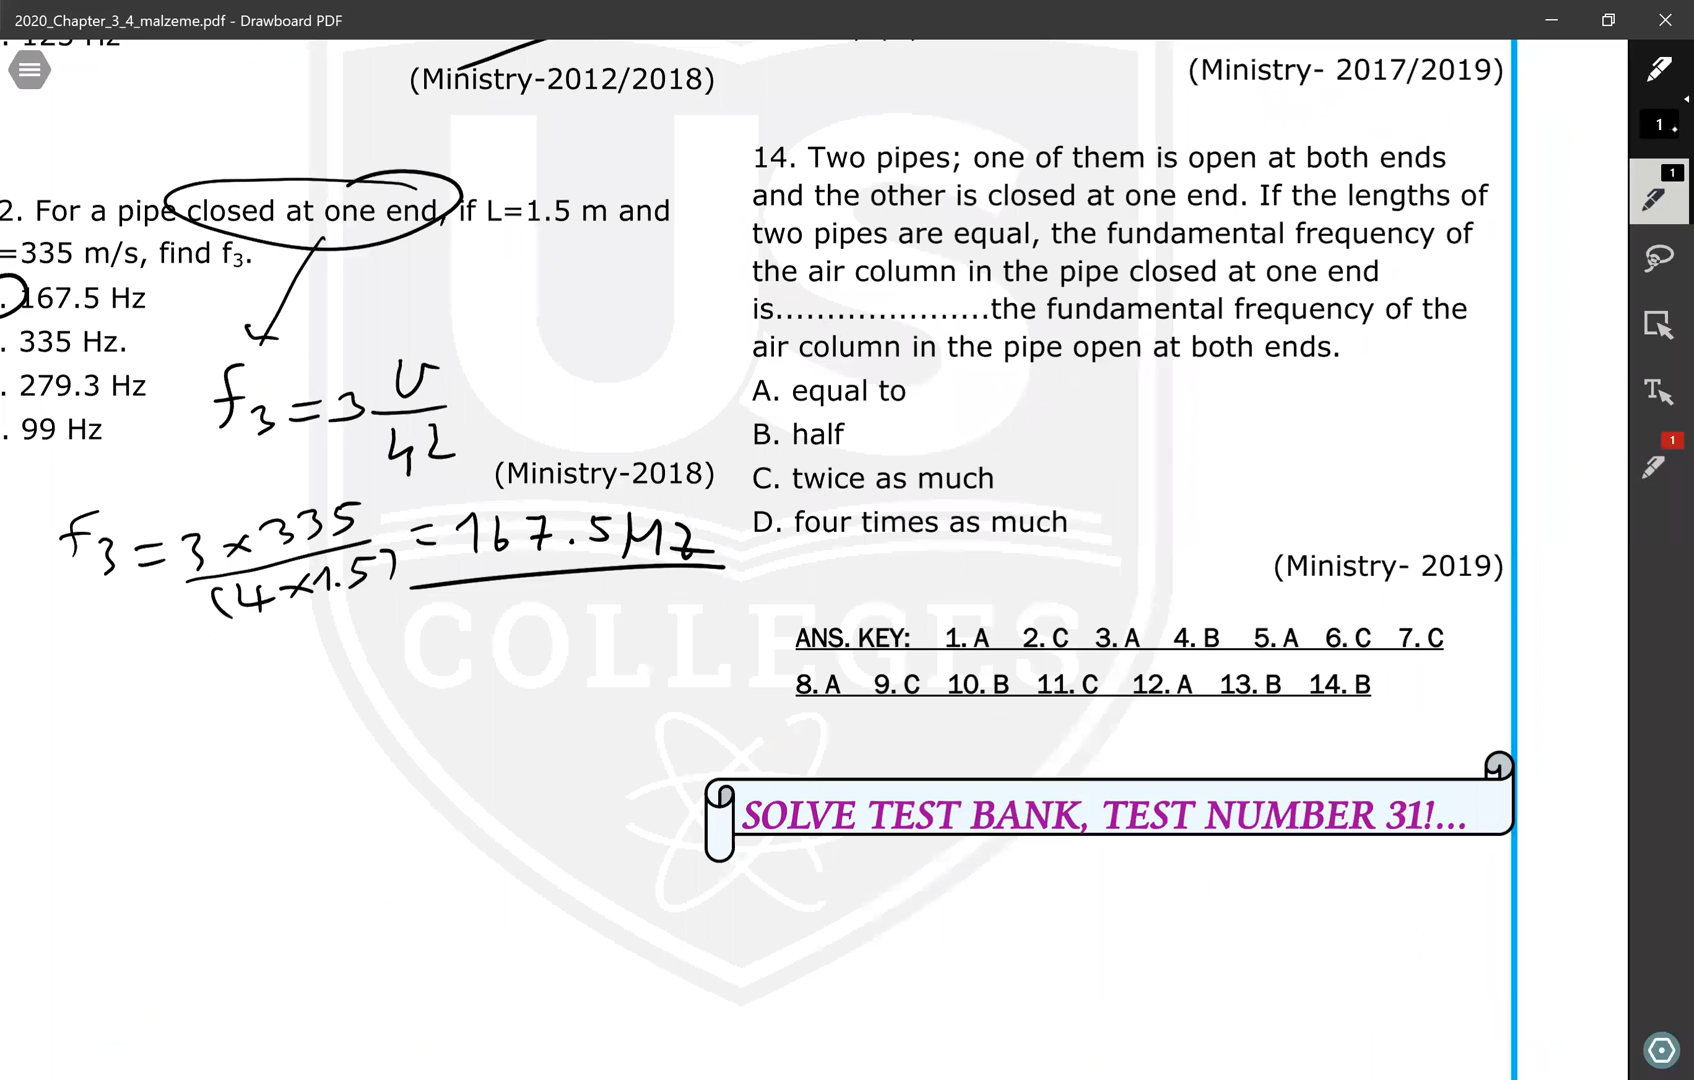 2020_Chapter_3_4_malzeme.pdf - Drawboard PDF
(Ministry-2012/2018)
2. For a pipe closed at one end, if L=1.5 m and
=335 m/s, find f₃.
. 167.5 Hz
. 335 Hz.
. 279.3 Hz
. 99 Hz
f₃ = 3 v/4L
(Ministry-2018)
f₃ = 3 × 335/(4 × 1.5) = 167.5 Hz
(Ministry- 2017/2019)
14. Two pipes; one of them is open at both ends
and the other is closed at one end. If the lengths of
two pipes are equal, the fundamental frequency of
the air column in the pipe closed at one end
is.....................the fundamental frequency of the
air column in the pipe open at both ends.
A. equal to
B. half
C. twice as much
D. four times as much
(Ministry- 2019)
ANS. KEY: 1. A 2. C 3. A 4. B 5. A 6. C 7. C
8. A 9. C 10. B 11. C 12. A 13. B 14. B
SOLVE TEST BANK, TEST NUMBER 31!...
US
COLLEGES
1
1
1